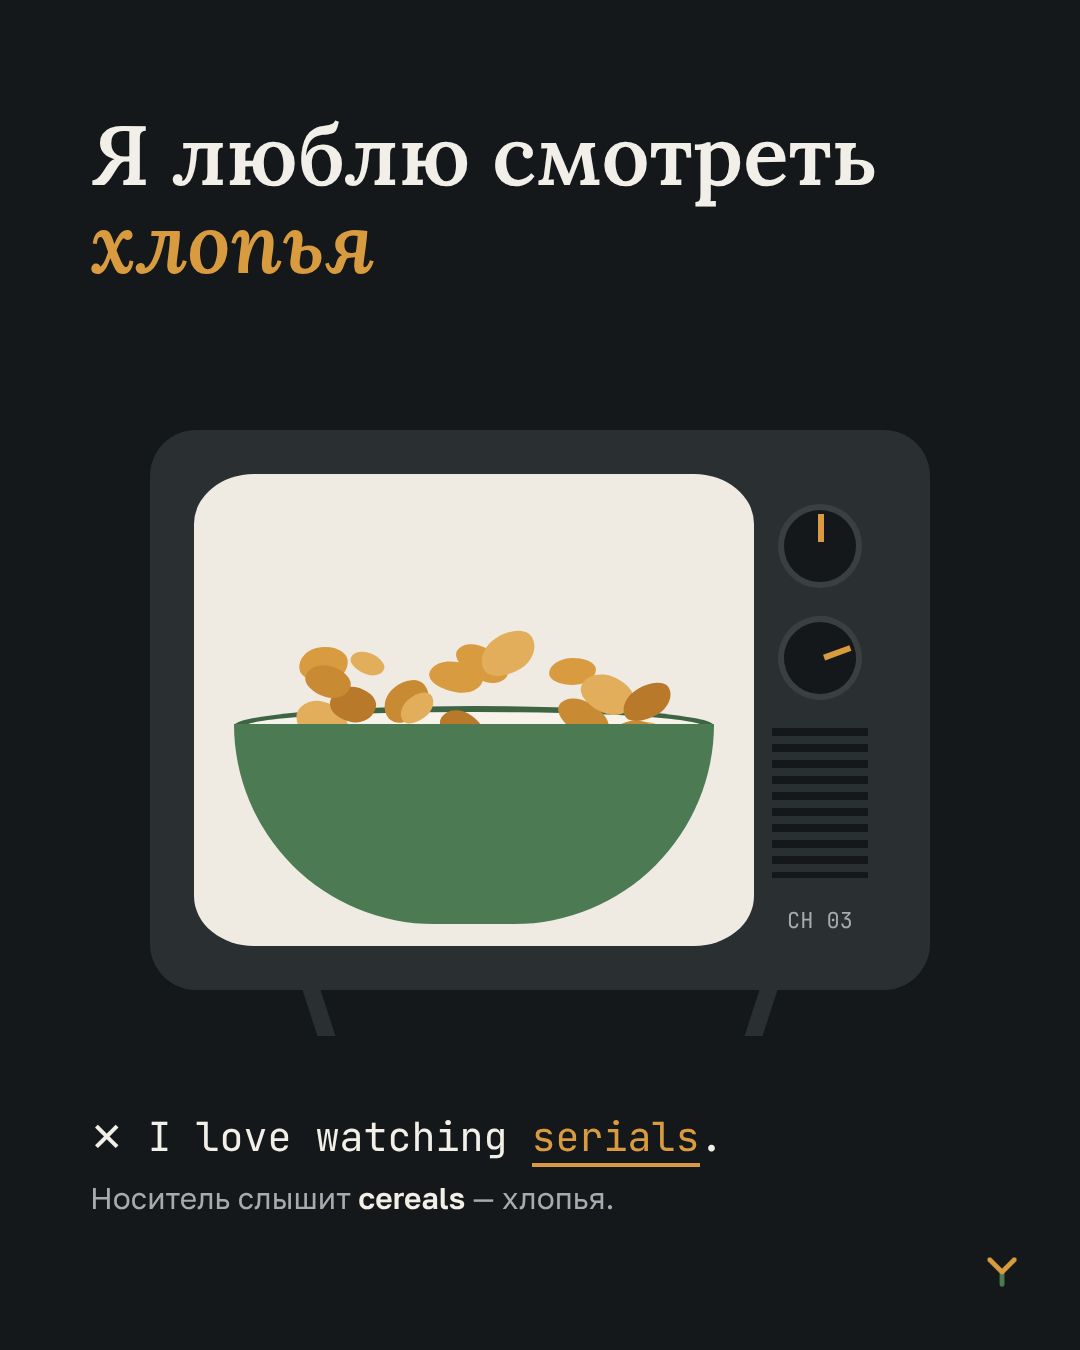 Я люблю смотреть
хлопья
CH 03
✕ I love watching serials.
Носитель слышит cereals — хлопья.